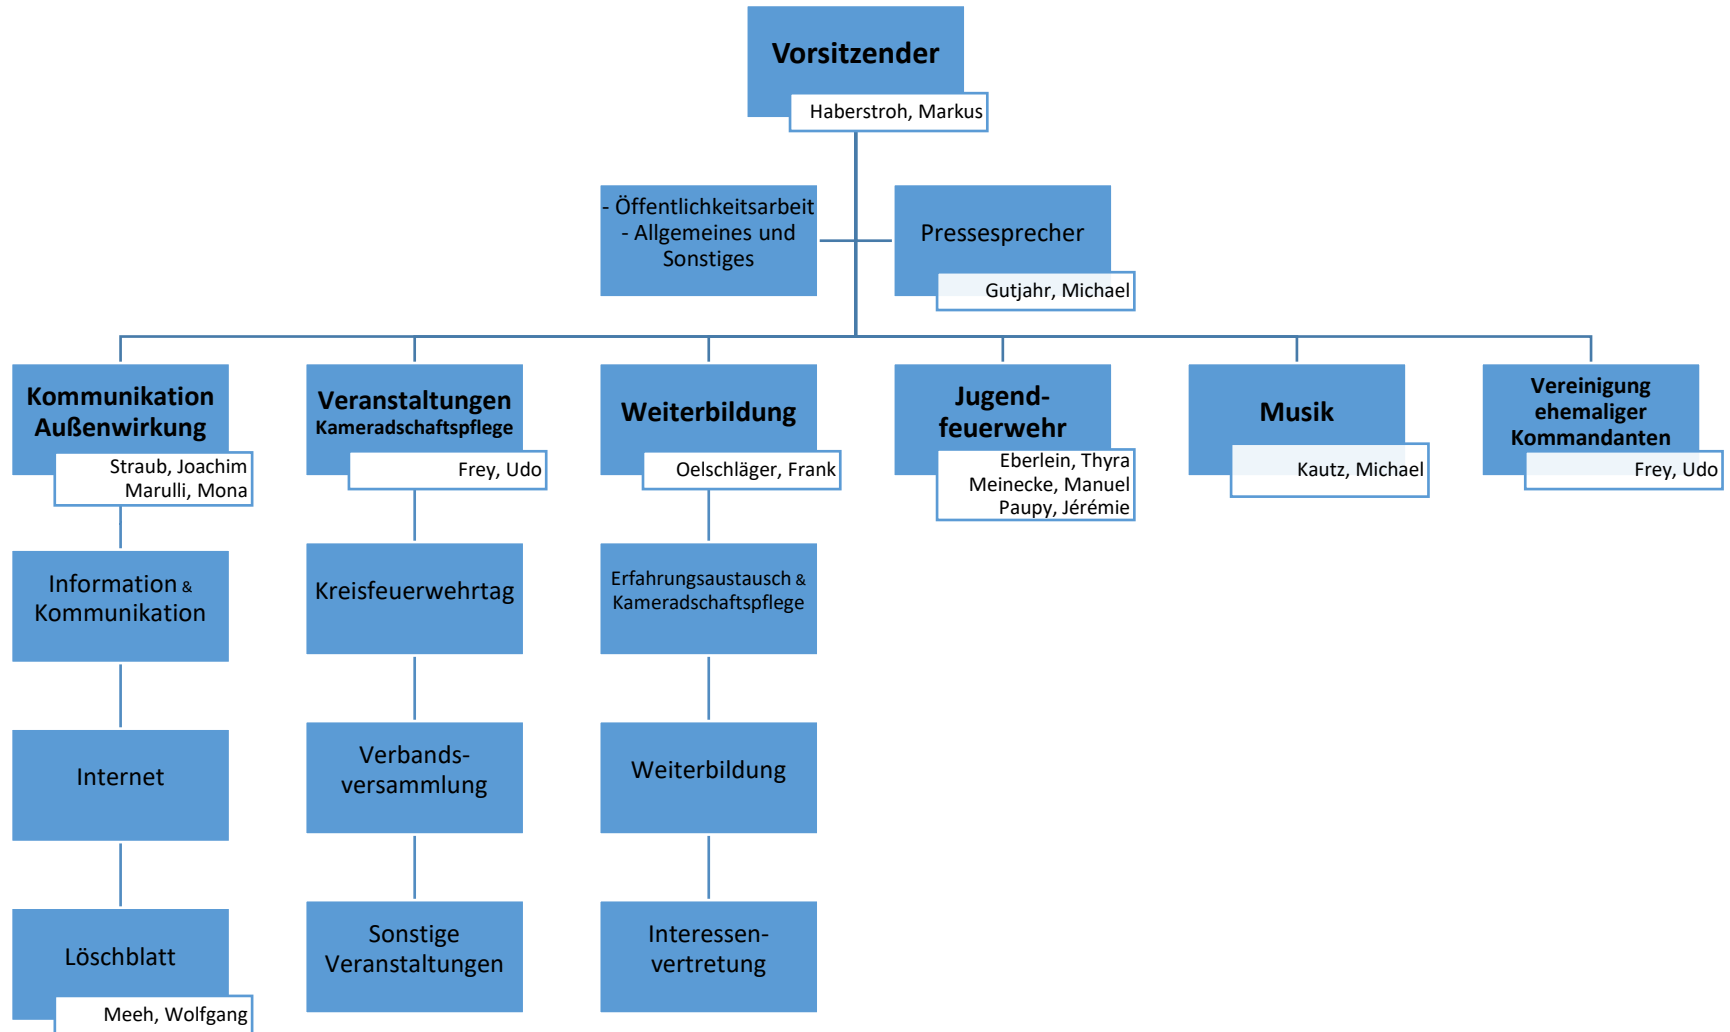 Vorsitzender
Haberstroh, Markus
- Öffentlichkeitsarbeit
- Allgemeines und
Sonstiges
Pressesprecher
Gutjahr, Michael
Kommunikation
Außenwirkung
Straub, Joachim
Marulli, Mona
Information &
Kommunikation
Internet
Löschblatt
Meeh, Wolfgang
Veranstaltungen
Kameradschaftspflege
Frey, Udo
Kreisfeuerwehrtag
Verbands-
versammlung
Sonstige
Veranstaltungen
Weiterbildung
Oelschläger, Frank
Erfahrungsaustausch &
Kameradschaftspflege
Weiterbildung
Interessen-
vertretung
Jugend-
feuerwehr
Eberlein, Thyra
Meinecke, Manuel
Paupy, Jérémie
Musik
Kautz, Michael
Vereinigung
ehemaliger
Kommandanten
Frey, Udo